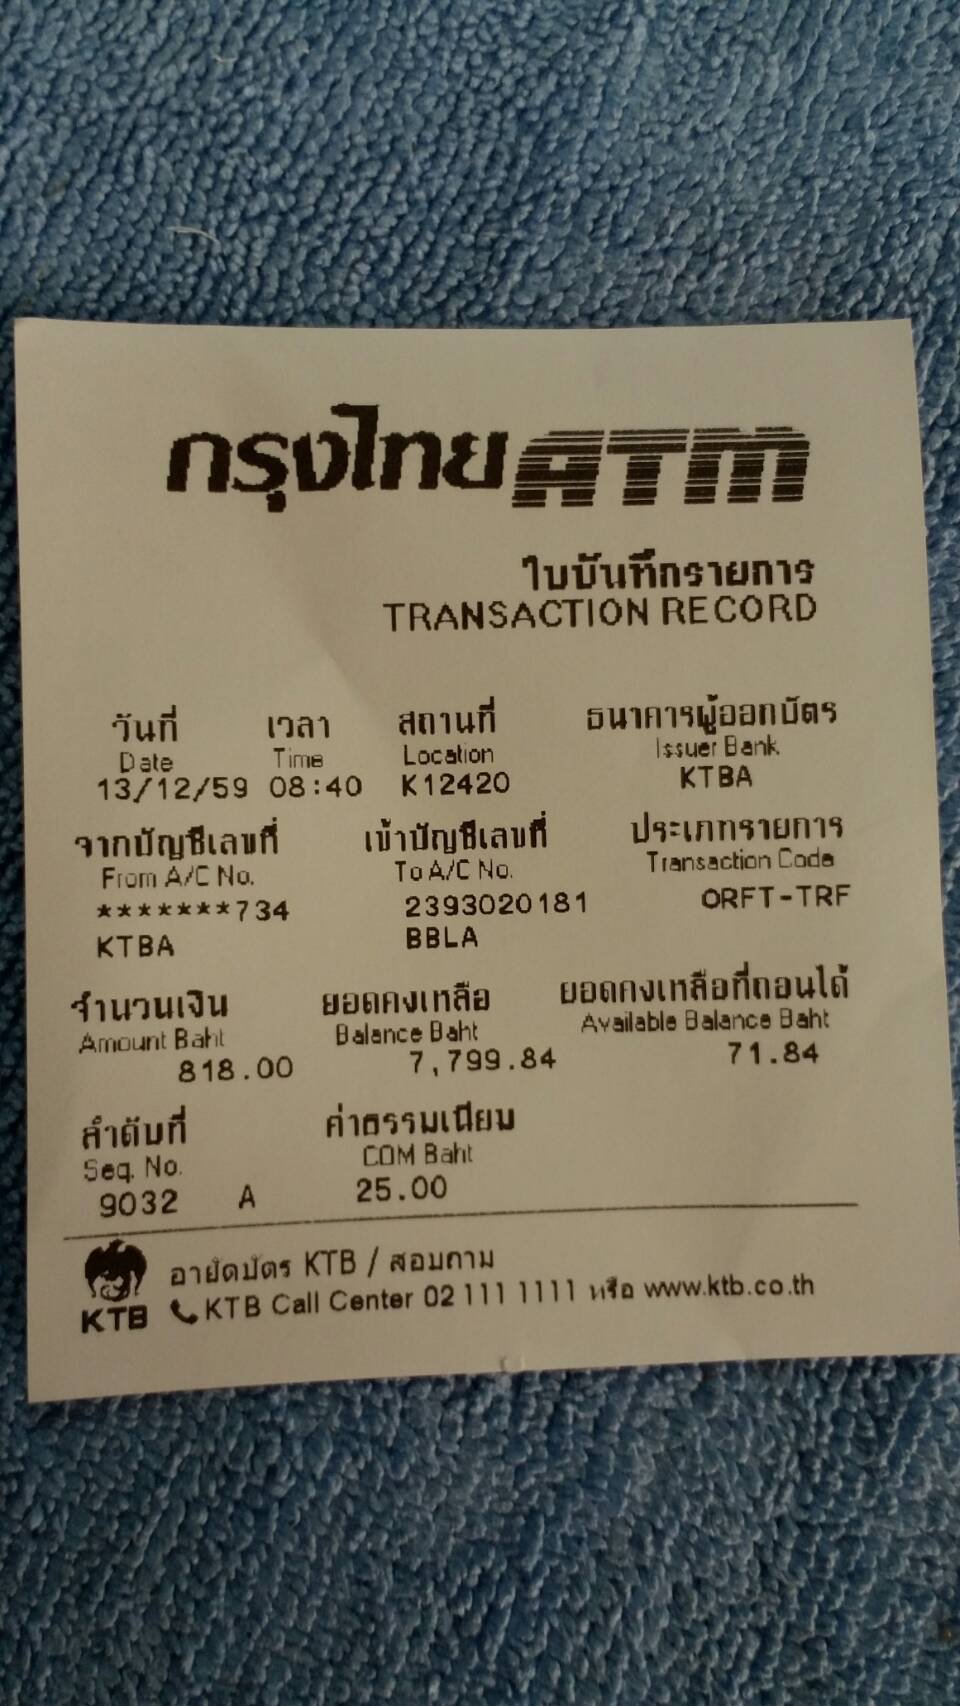 กรุงไทย ATM
ใบบันทึกรายการ
TRANSACTION RECORD
วันที่ เวลา สถานที่ ธนาคารผู้ออกบัตร
Date Time Location Issuer Bank
13/12/59 08:40 K12420 KTBA
จากบัญชีเลขที่ เข้าบัญชีเลขที่ ประเภทรายการ
From A/C No. To A/C No. Transaction Code
*******734 2393020181 ORFT-TRF
KTBA BBLA
จำนวนเงิน ยอดคงเหลือ ยอดคงเหลือที่ถอนได้
Amount Baht Balance Baht Available Balance Baht
818.00 7,799.84 71.84
ลำดับที่ ค่าธรรมเนียม
Seq. No. COM Baht
9032 A 25.00
อายัดบัตร KTB / สอบถาม
KTB KTB Call Center 02 111 1111 หรือ www.ktb.co.th